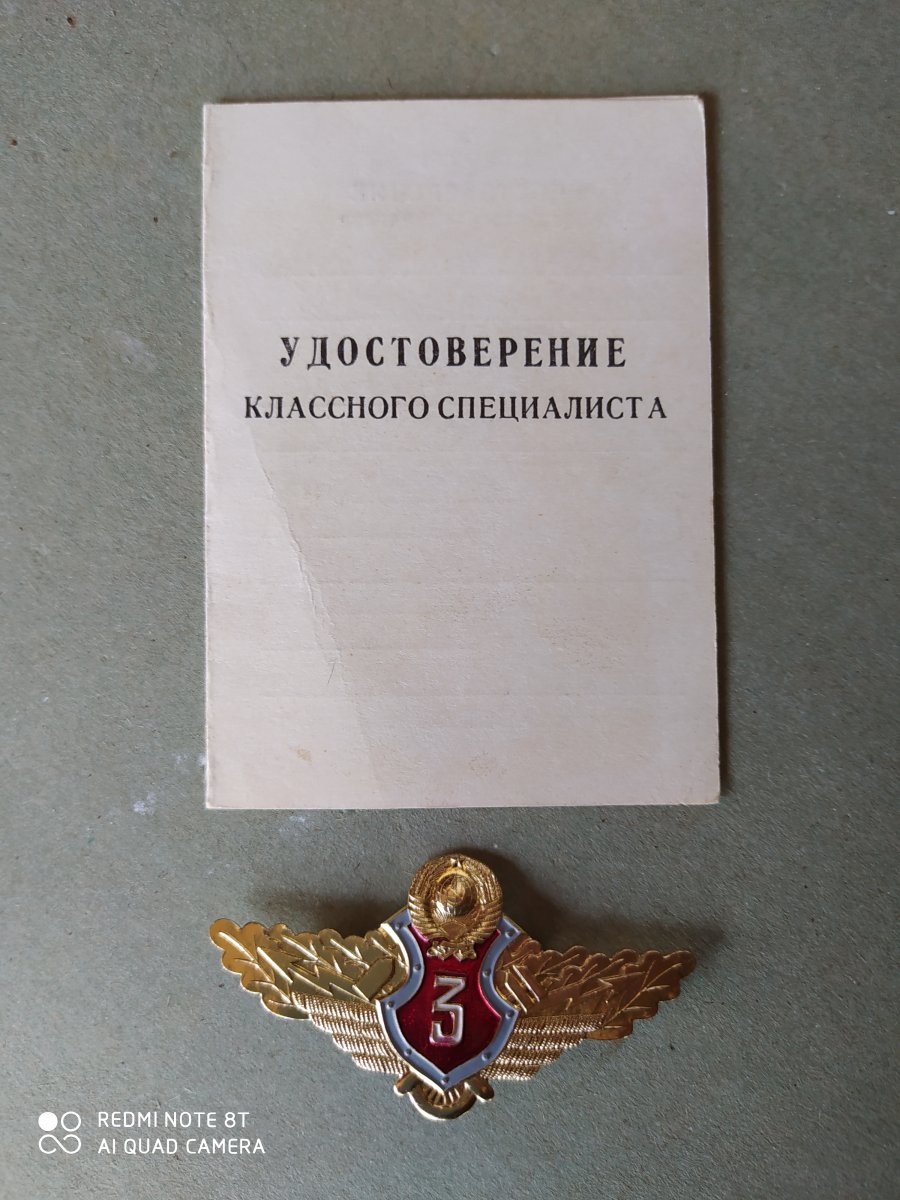 УДОСТОВЕРЕНИЕ
КЛАССНОГО СПЕЦИАЛИСТА
3
REDMI NOTE 8T
AI QUAD CAMERA